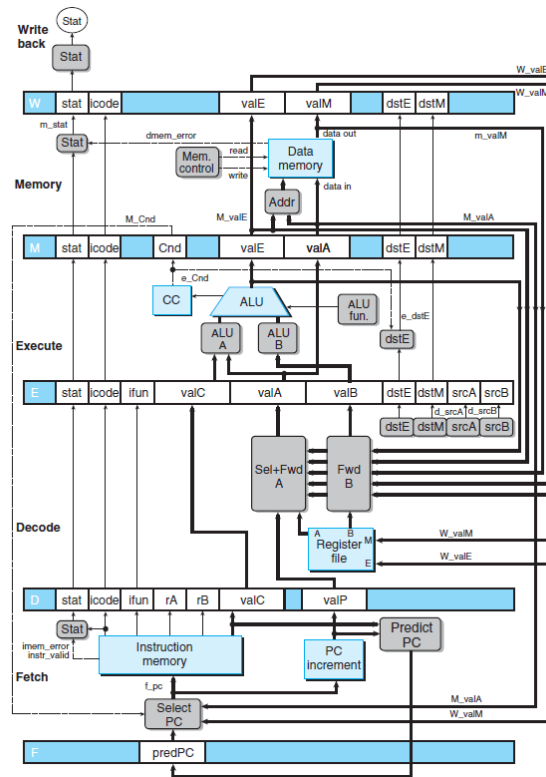 Write
back
Stat
Stat
W_valE
W_valM
W stat icode valE valM dstE dstM
m_stat
Stat
dmem_error
data out
m_valM
read
Mem.
control
write
Data
memory
data in
Memory
Addr
M_Cnd
M_valE
M_valA
M stat icode Cnd valE valA dstE dstM
e_Cnd
CC
ALU
ALU
fun.
e_dstE
ALU
A
ALU
B
dstE
Execute
E stat icode ifun valC valA valB dstE dstM srcA srcB
d_srcA d_srcB
dstE dstM srcA srcB
Sel+Fwd
A
Fwd
B
Decode
A B
M
Register
file
E
W_valM
W_valE
D stat icode ifun rA rB valC valP
Stat
Predict
PC
imem_error
instr_valid
Instruction
memory
PC
increment
Fetch
f_pc
Select
PC
M_valA
W_valM
F predPC